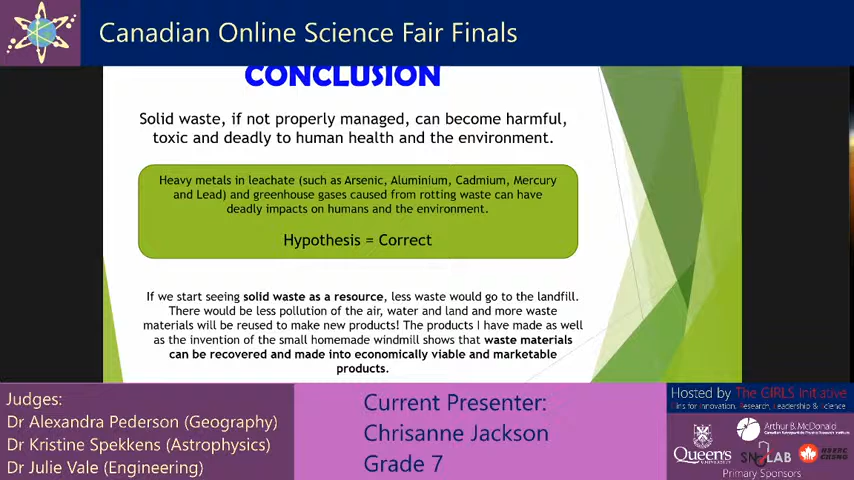 Canadian Online Science Fair Finals
CONCLUSION
Solid waste, if not properly managed, can become harmful,
toxic and deadly to human health and the environment.
Heavy metals in leachate (such as Arsenic, Aluminium, Cadmium, Mercury
and Lead) and greenhouse gases caused from rotting waste can have
deadly impacts on humans and the environment.
Hypothesis = Correct
If we start seeing solid waste as a resource, less waste would go to the landfill.
There would be less pollution of the air, water and land and more waste
materials will be reused to make new products! The products I have made as well
as the invention of the small homemade windmill shows that waste materials
can be recovered and made into economically viable and marketable
products.
Judges:
Dr Alexandra Pederson (Geography)
Dr Kristine Spekkens (Astrophysics)
Dr Julie Vale (Engineering)
Current Presenter:
Chrisanne Jackson
Grade 7
Hosted by The GIRLS Initiative
for Innovation, Research, Leadership & Science
Arthur B. McDonald
Queen's
SNOLAB
NSERC
CRSNG
Primary Sponsors